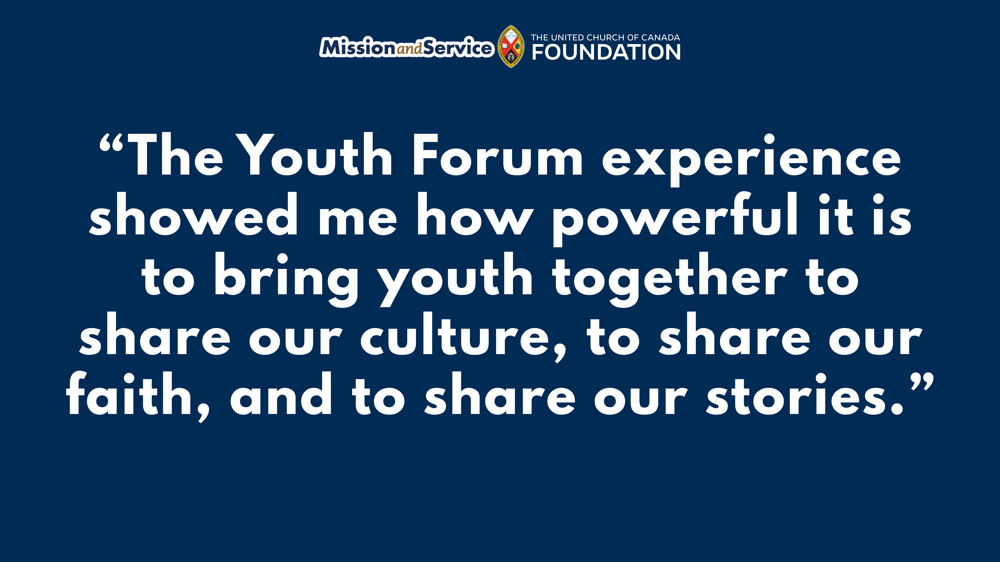 MissionandService
THE UNITED CHURCH OF CANADA
FOUNDATION
“The Youth Forum experience
showed me how powerful it is
to bring youth together to
share our culture, to share our
faith, and to share our stories.”